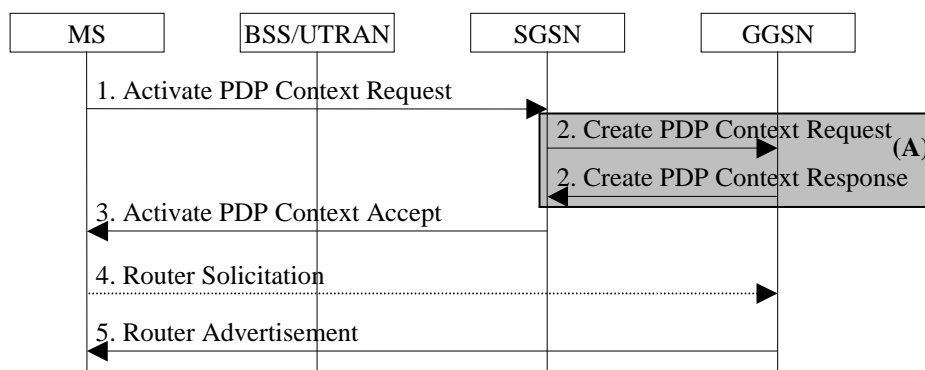 MS
BSS/UTRAN
SGSN
GGSN
1. Activate PDP Context Request
2. Create PDP Context Request
(A)
2. Create PDP Context Response
3. Activate PDP Context Accept
4. Router Solicitation
5. Router Advertisement